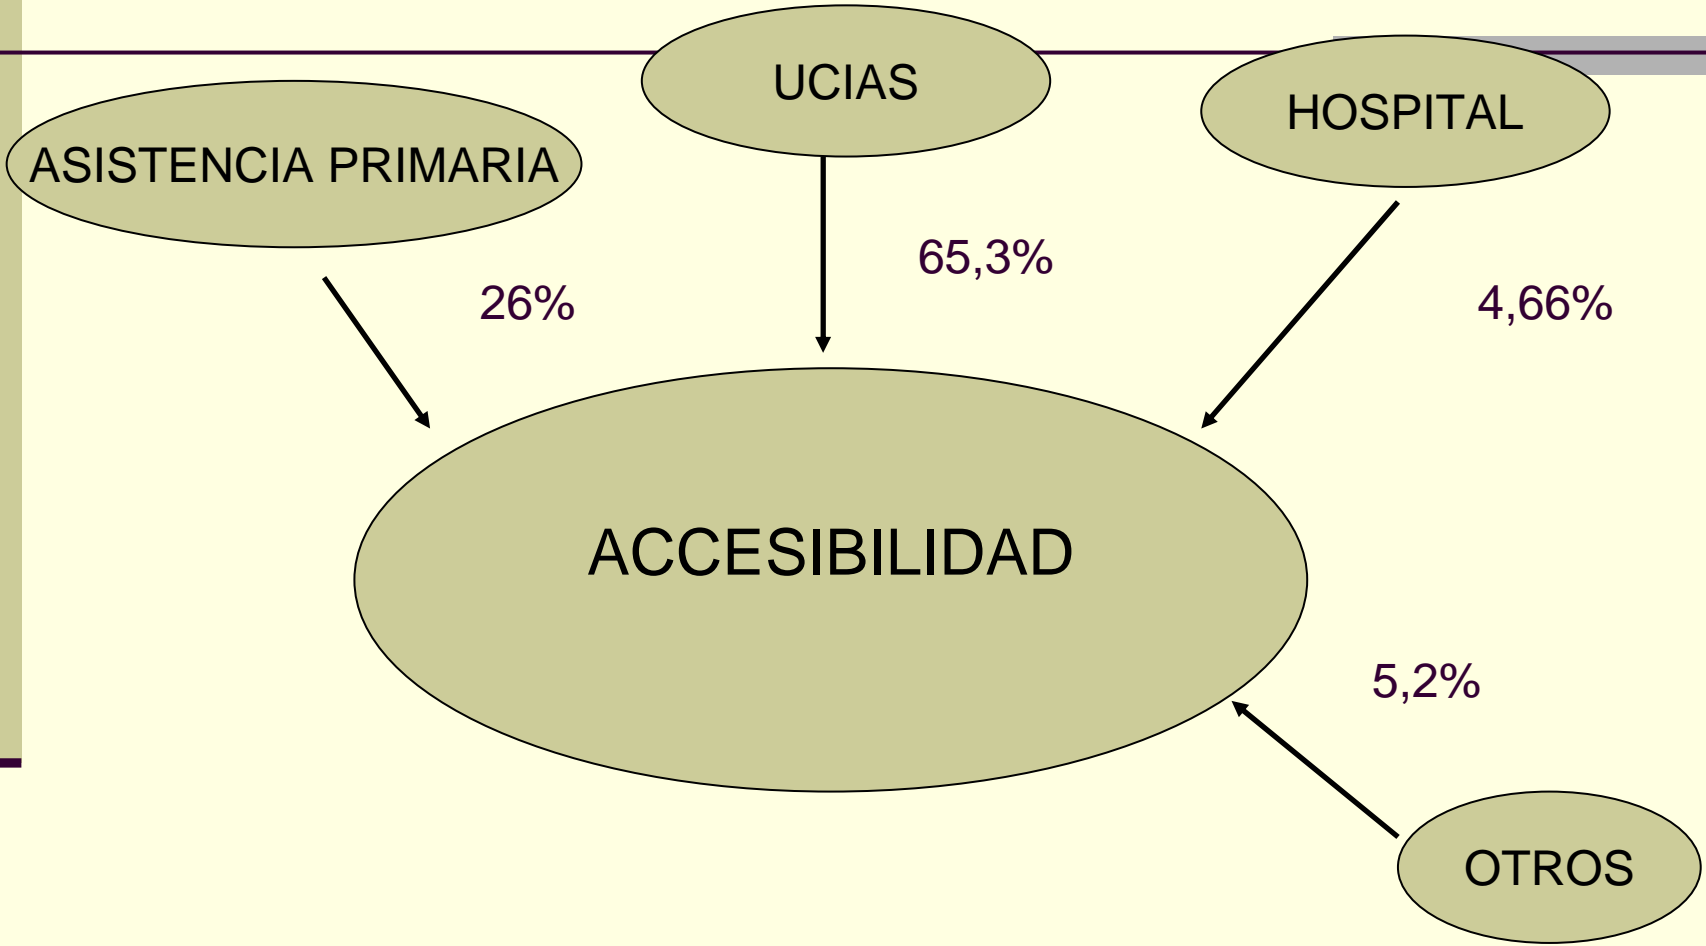 UCIAS
HOSPITAL
ASISTENCIA PRIMARIA
65,3%
26%
4,66%
ACCESIBILIDAD
5,2%
OTROS